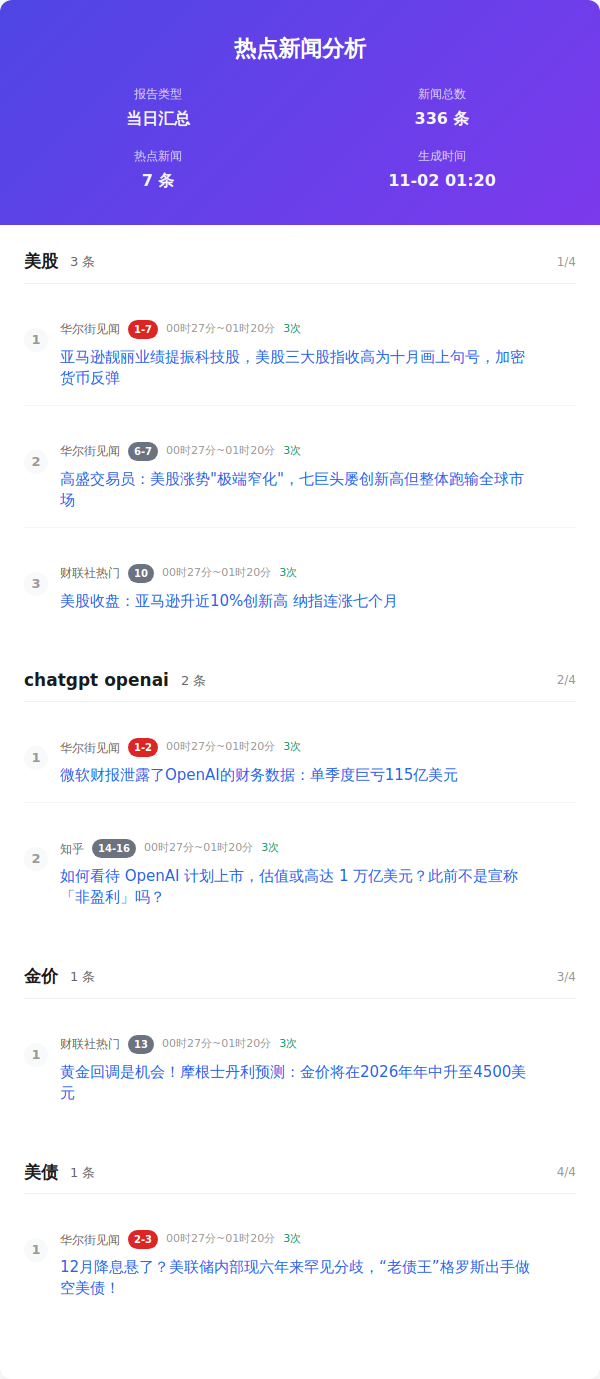 热点新闻分析
报告类型
新闻总数
当日汇总
336 条
热点新闻
生成时间
7 条
11-02 01:20
美股 3 条 1/4
1
华尔街见闻 1-7 00时27分~01时20分 3次
亚马逊靓丽业绩提振科技股，美股三大股指收高为十月画上句号，加密
货币反弹
2
华尔街见闻 6-7 00时27分~01时20分 3次
高盛交易员：美股涨势"极端窄化"，七巨头屡创新高但整体跑输全球市
场
3
财联社热门 10 00时27分~01时20分 3次
美股收盘：亚马逊升近10%创新高 纳指连涨七个月
chatgpt openai 2 条 2/4
1
华尔街见闻 1-2 00时27分~01时20分 3次
微软财报泄露了OpenAI的财务数据：单季度巨亏115亿美元
2
知乎 14-16 00时27分~01时20分 3次
如何看待 OpenAI 计划上市，估值或高达 1 万亿美元？此前不是宣称
「非盈利」吗？
金价 1 条 3/4
1
财联社热门 13 00时27分~01时20分 3次
黄金回调是机会！摩根士丹利预测：金价将在2026年年中升至4500美
元
美债 1 条 4/4
1
华尔街见闻 2-3 00时27分~01时20分 3次
12月降息悬了？美联储内部现六年来罕见分歧，“老债王”格罗斯出手做
空美债！